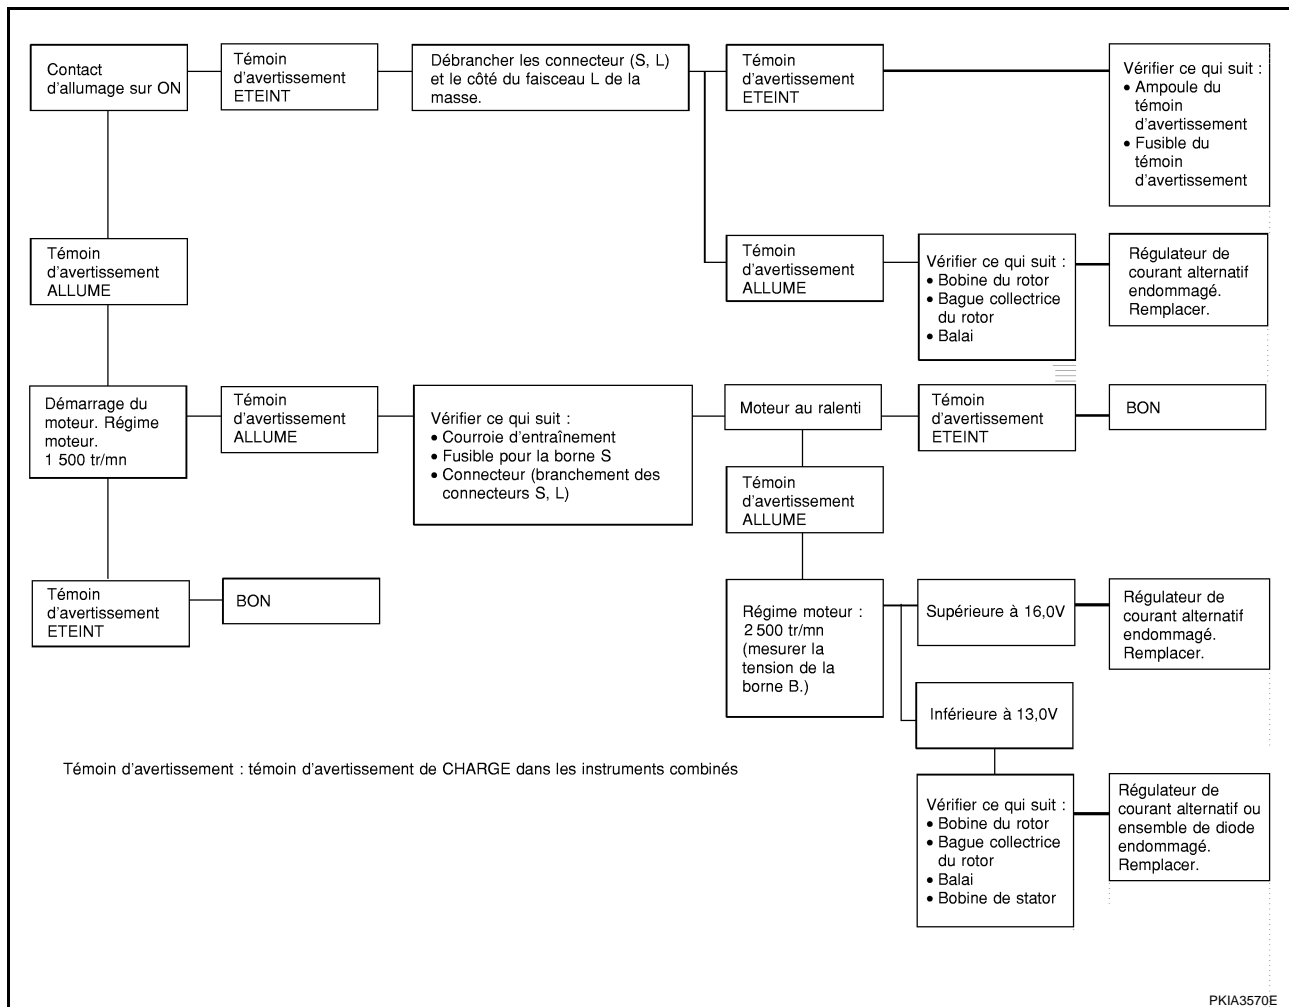 Contact
d'allumage sur ON
Témoin
d'avertissement
ETEINT
Débrancher les connecteur (S, L)
et le côté du faisceau L de la
masse.
Témoin
d'avertissement
ETEINT
Vérifier ce qui suit :
• Ampoule du
témoin
d'avertissement
• Fusible du
témoin
d'avertissement
Témoin
d'avertissement
ALLUME
Témoin
d'avertissement
ALLUME
Vérifier ce qui suit :
• Bobine du rotor
• Bague collectrice
du rotor
• Balai
Régulateur de
courant alternatif
endommagé.
Remplacer.
Démarrage du
moteur. Régime
moteur.
1 500 tr/mn
Témoin
d'avertissement
ALLUME
Vérifier ce qui suit :
• Courroie d'entraînement
• Fusible pour la borne S
• Connecteur (branchement des
connecteurs S, L)
Moteur au ralenti
Témoin
d'avertissement
ETEINT
BON
Témoin
d'avertissement
ALLUME
Témoin
d'avertissement
ETEINT
BON
Régime moteur :
2 500 tr/mn
(mesurer la
tension de la
borne B.)
Supérieure à 16,0V
Régulateur de
courant alternatif
endommagé.
Remplacer.
Inférieure à 13,0V
Témoin d'avertissement : témoin d'avertissement de CHARGE dans les instruments combinés
Vérifier ce qui suit :
• Bobine du rotor
• Bague collectrice
du rotor
• Balai
• Bobine de stator
Régulateur de
courant alternatif ou
ensemble de diode
endommagé.
Remplacer.
PKIA3570E